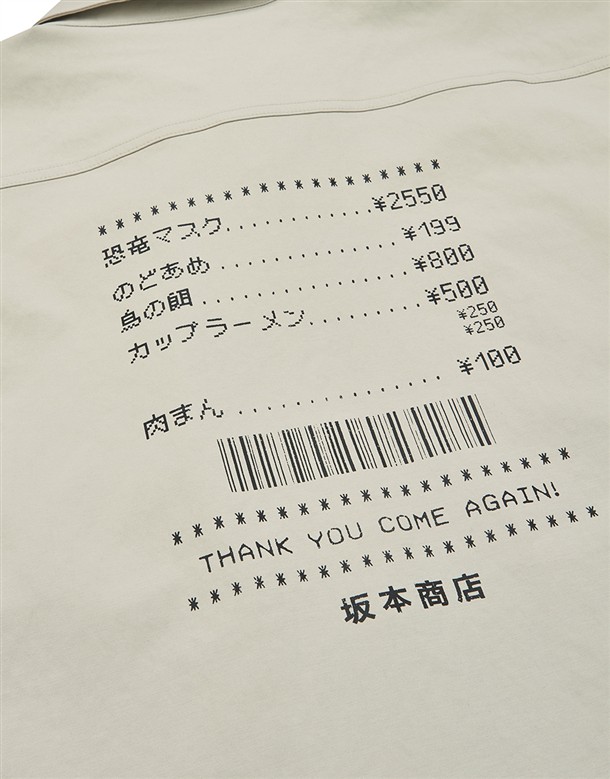 * * * * * * * * * * * * * * * * * * * *
恐竜マスク............¥2550
のどあめ ..............¥199
鳥の餌 ................¥800
カップラーメン.........¥500
¥250
¥250
肉まん ................¥100
* * * * * * * * * * * * * * * * * * * * * *
THANK YOU COME AGAIN!
* * * * * * * * * * * * * * * * * * * * * *
坂本商店